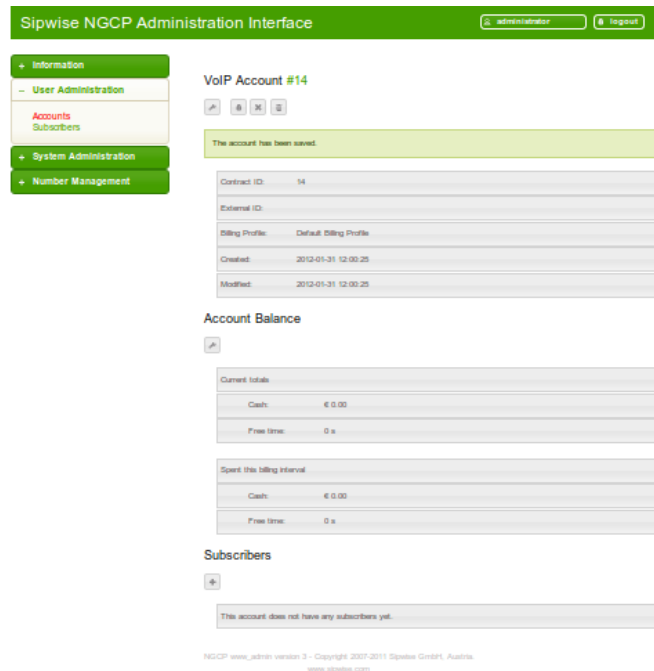 Sipwise NGCP Administration Interface
administrator
logout
+ Information
– User Administration
Accounts
Subscribers
+ System Administration
+ Number Management
VoIP Account #14
The account has been saved.
Contract ID: 14
External ID:
Billing Profile: Default Billing Profile
Created: 2012-01-31 12:00:25
Modified: 2012-01-31 12:00:25
Account Balance
Current totals
Cash: € 0.00
Free time: 0 s
Spent this billing interval
Cash: € 0.00
Free time: 0 s
Subscribers
This account does not have any subscribers yet.
NGCP www_admin version 3 - Copyright 2007-2011 Sipwise GmbH, Austria.
www.sipwise.com